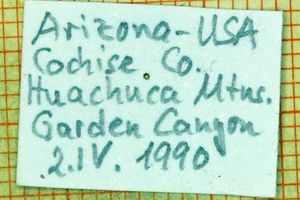 Arizona-USA
Cochise Co.
Huachuca Mtns.
Garden Canyon
2.IV. 1990